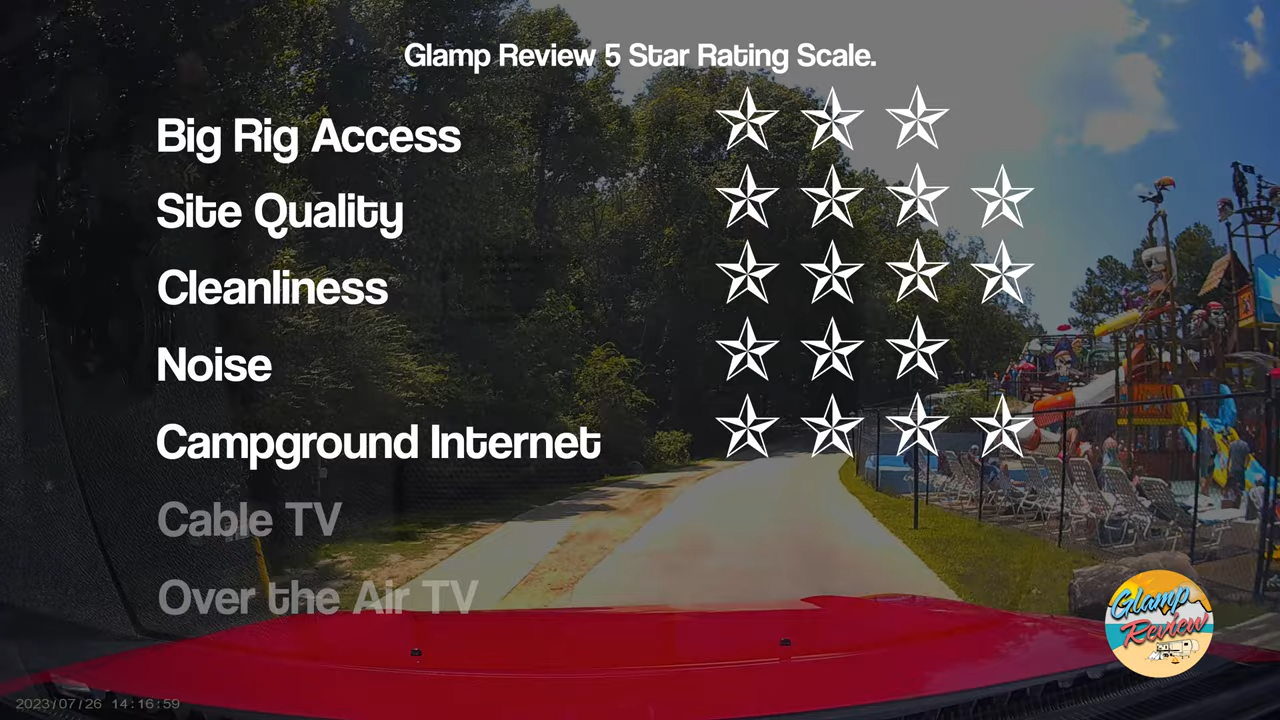 Glamp Review 5 Star Rating Scale.
Big Rig Access
Site Quality
Cleanliness
Noise
Campground Internet
Cable TV
Over the Air TV
Glamp
Review
2023/07/26 14:16:59